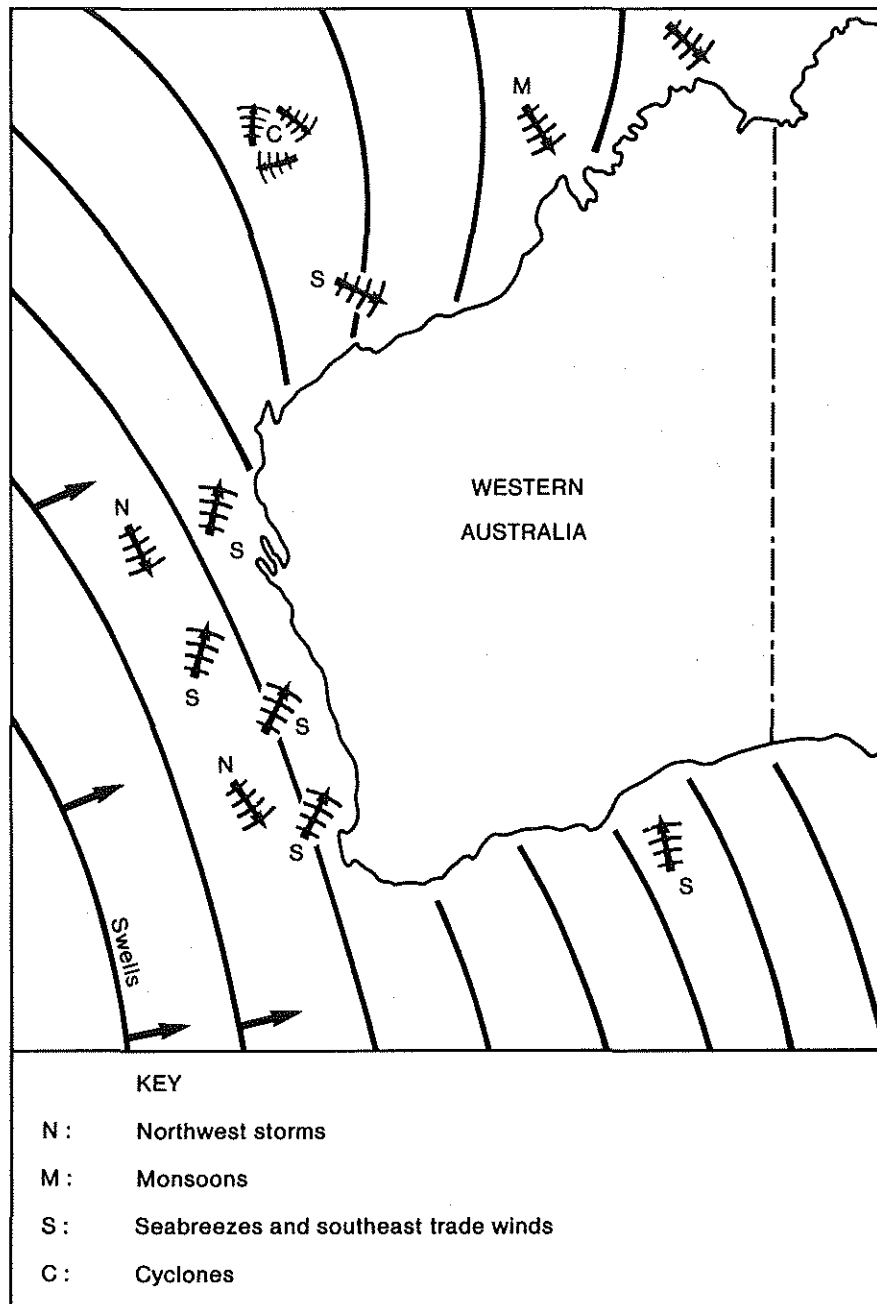 M
C
S
WESTERN
AUSTRALIA
N
S
S
S
N
S
S
Swells
KEY
N : Northwest storms
M : Monsoons
S : Seabreezes and southeast trade winds
C : Cyclones